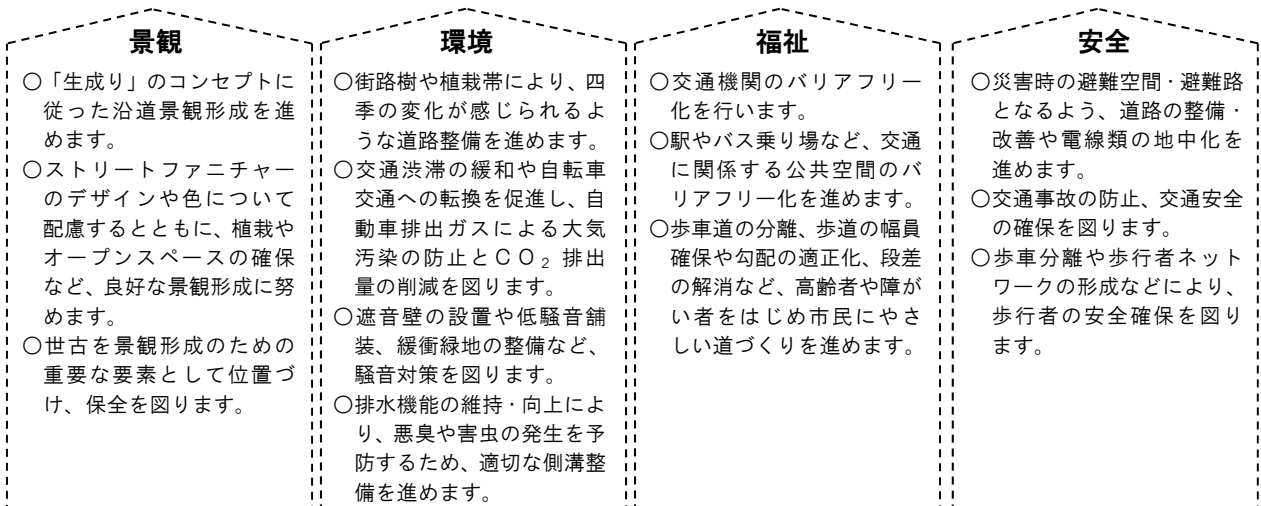 景観
○「生成り」のコンセプトに
従った沿道景観形成を進
めます。
○ストリートファニチャー
のデザインや色について
配慮するとともに、植栽や
オープンスペースの確保
など、良好な景観形成に努
めます。
○世古を景観形成のための
重要な要素として位置づ
け、保全を図ります。
環境
○街路樹や植栽帯により、四
季の変化が感じられるよ
うな道路整備を進めます。
○交通渋滞の緩和や自転車
交通への転換を促進し、自
動車排出ガスによる大気
汚染の防止とCO₂排出
量の削減を図ります。
○遮音壁の設置や低騒音舗
装、緩衝緑地の整備など、
騒音対策を図ります。
○排水機能の維持・向上によ
り、悪臭や害虫の発生を予
防するため、適切な側溝整
備を進めます。
福祉
○交通機関のバリアフリー
化を行います。
○駅やバス乗り場など、交通
に関係する公共空間のバ
リアフリー化を進めます。
○歩車道の分離、歩道の幅員
確保や勾配の適正化、段差
の解消など、高齢者や障が
い者をはじめ市民にやさ
しい道づくりを進めます。
安全
○災害時の避難空間・避難路
となるよう、道路の整備・
改善や電線類の地中化を
進めます。
○交通事故の防止、交通安全
の確保を図ります。
○歩車分離や歩行者ネット
ワークの形成などにより、
歩行者の安全確保を図り
ます。